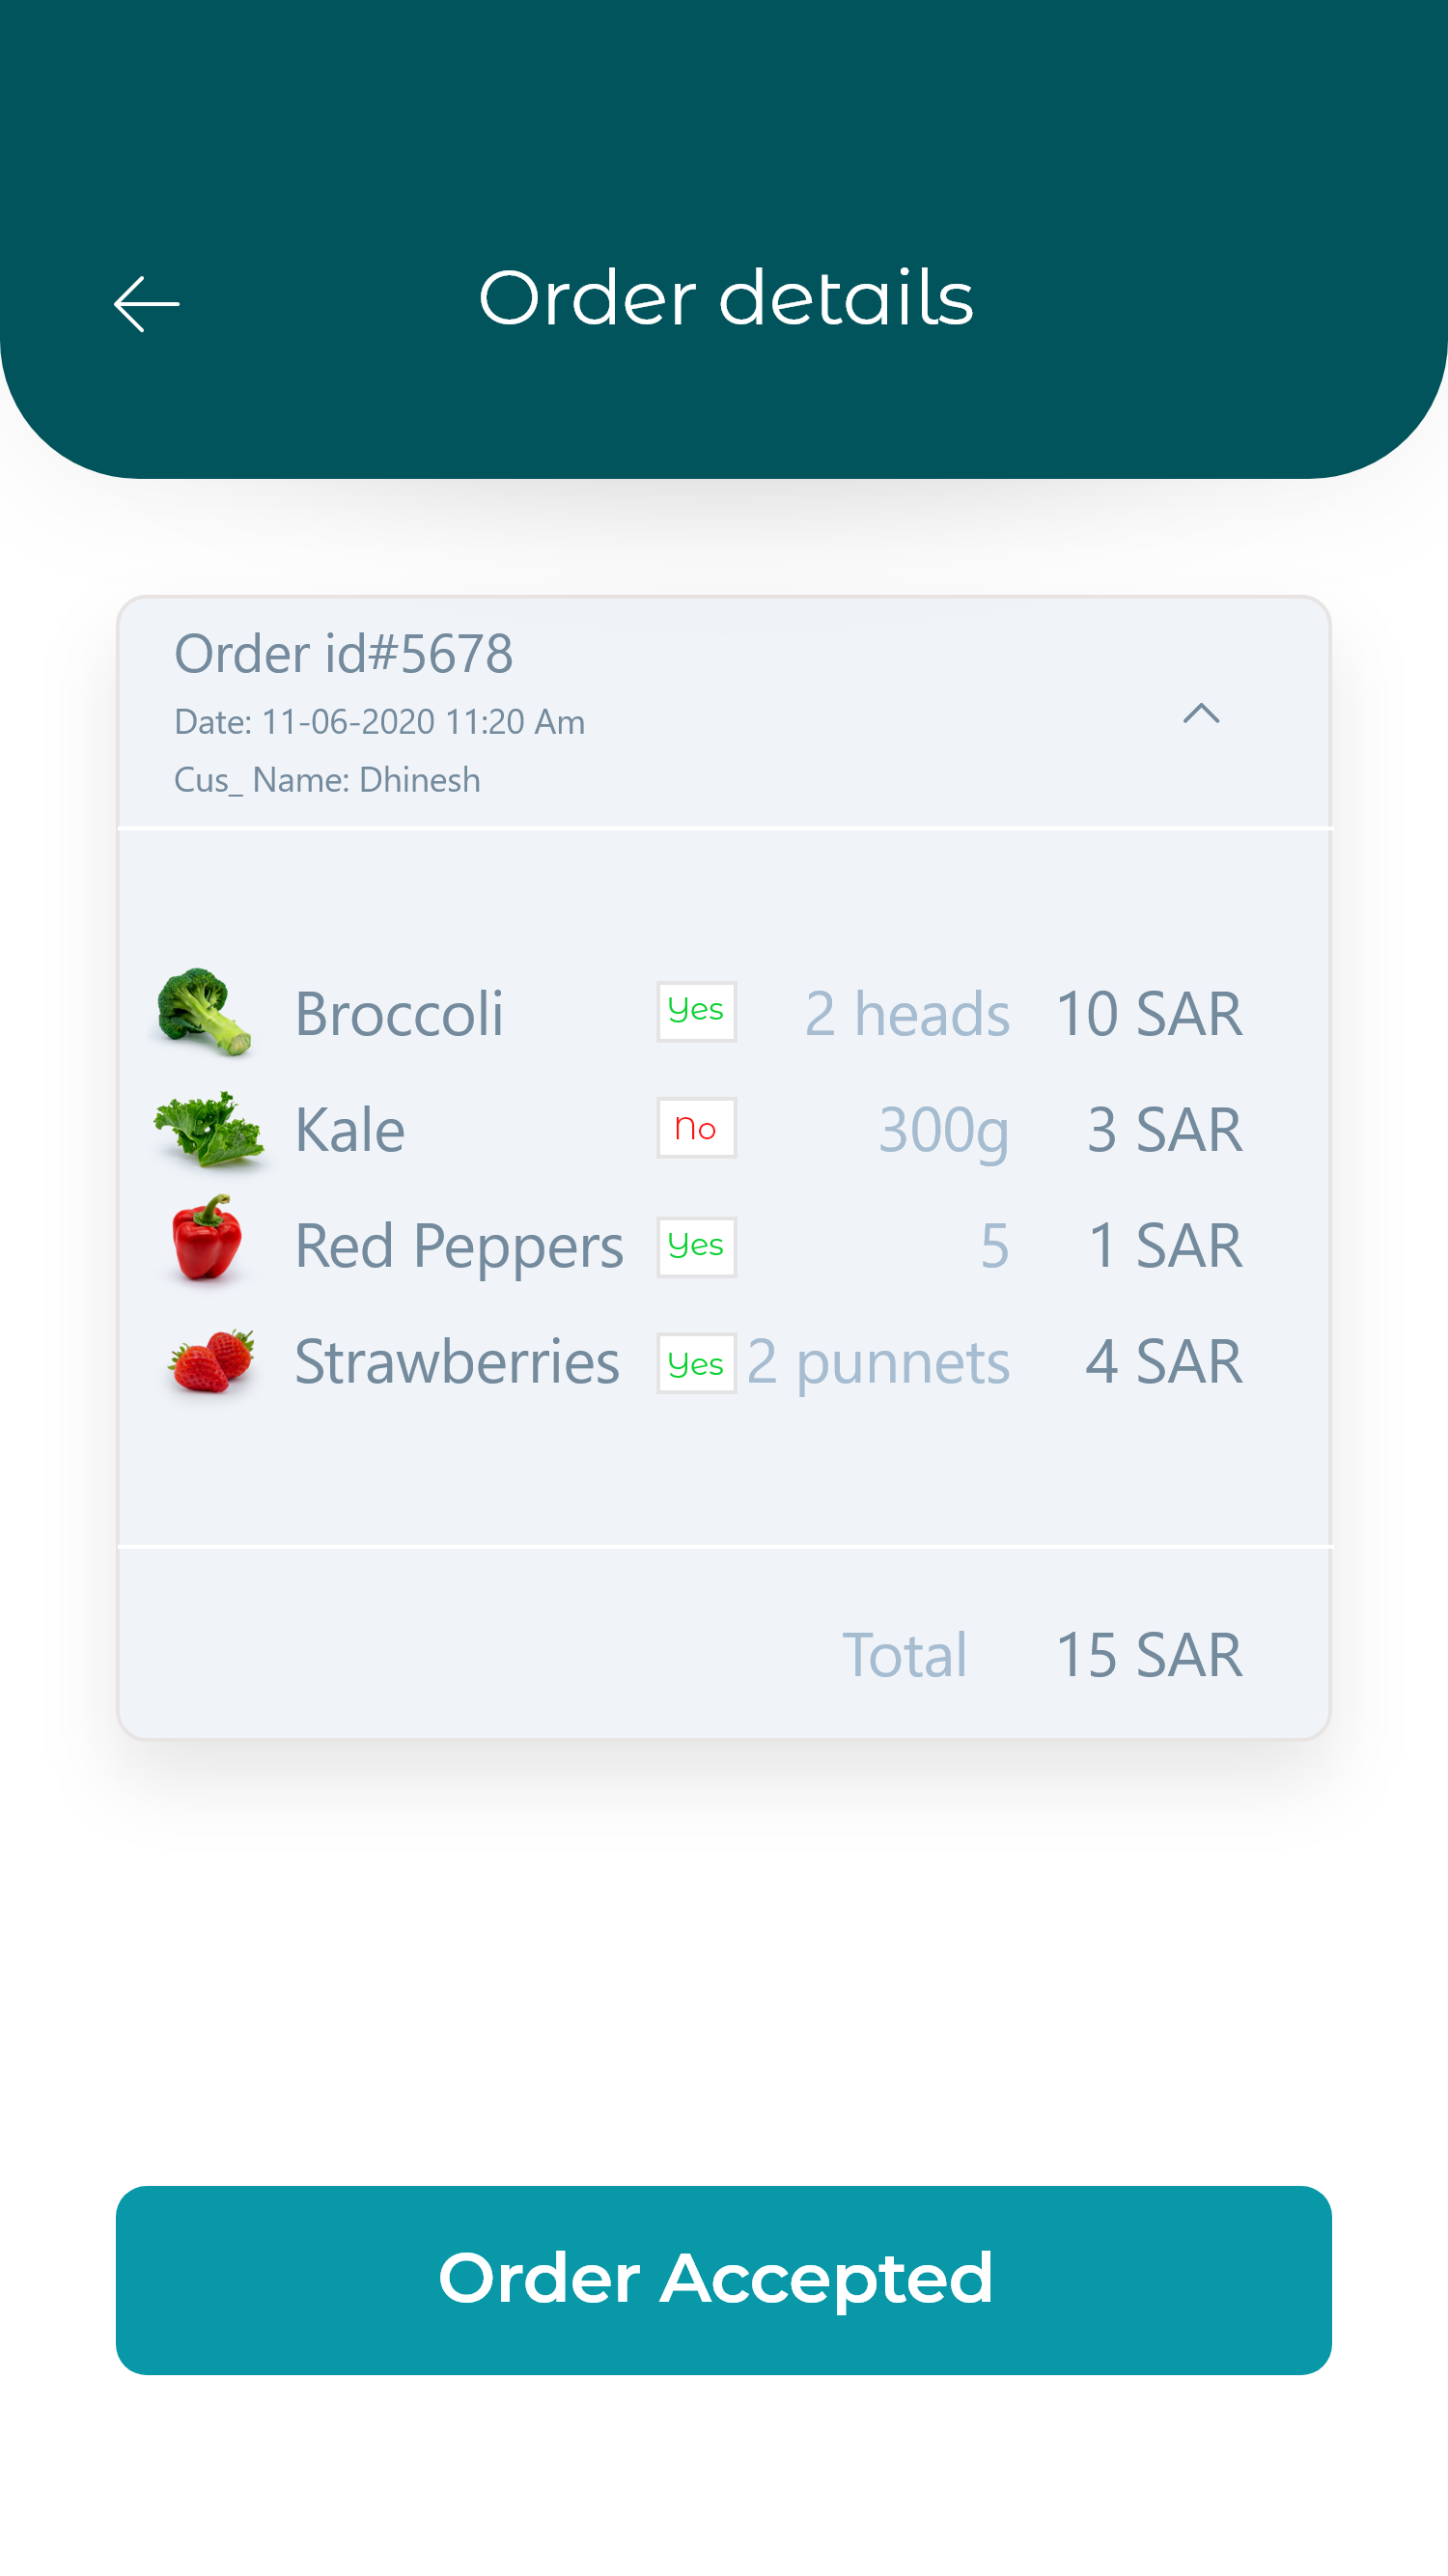 Order details
Order id#5678
Date: 11-06-2020 11:20 Am
Cus_ Name: Dhinesh
Broccoli Yes 2 heads 10 SAR
Kale No 300g 3 SAR
Red Peppers Yes 5 1 SAR
Strawberries Yes 2 punnets 4 SAR
Total 15 SAR
Order Accepted